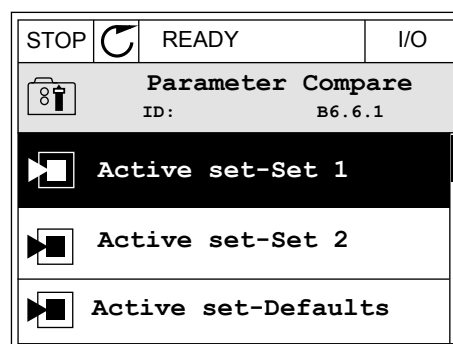 STOP READY I/O
Parameter Compare
ID: B6.6.1
Active set-Set 1
Active set-Set 2
Active set-Defaults